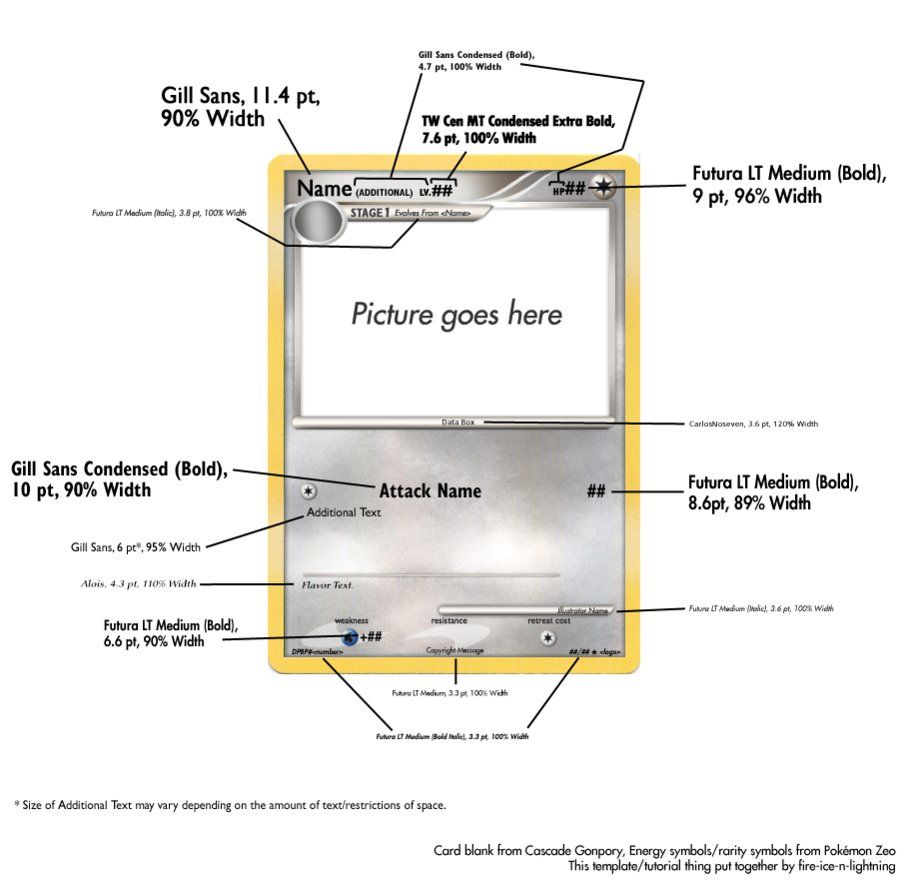 Gill Sans Condensed (Bold),
4.7 pt, 100% Width
Gill Sans, 11.4 pt,
90% Width
TW Cen MT Condensed Extra Bold,
7.6 pt, 100% Width
Futura LT Medium (Bold),
9 pt, 96% Width
Name (ADDITIONAL) LV.## HP##
Futura LT Medium (Italic), 3.8 pt, 100% Width
STAGE 1 Evolves From <Name>
Picture goes here
Data Box
CarlosNoseven, 3.6 pt, 120% Width
Gill Sans Condensed (Bold),
10 pt, 90% Width
Attack Name ##
Futura LT Medium (Bold),
8.6pt, 89% Width
Additional Text
Gill Sans, 6 pt*, 95% Width
Alois, 4.3 pt, 110% Width
Flavor Text.
Illustrator Name
Futura LT Medium (Italic), 3.6 pt, 100% Width
Futura LT Medium (Bold),
6.6 pt, 90% Width
weakness resistance retreat cost
+##
DPBP#<number> Copyright Message ##/## ★ <logo>
Futura LT Medium, 3.3 pt, 100% Width
Futura LT Medium (Bold Italic), 3.3 pt, 100% Width
* Size of Additional Text may vary depending on the amount of text/restrictions of space.
Card blank from Cascade Gonpory, Energy symbols/rarity symbols from Pokémon Zeo
This template/tutorial thing put together by fire-ice-n-lightning